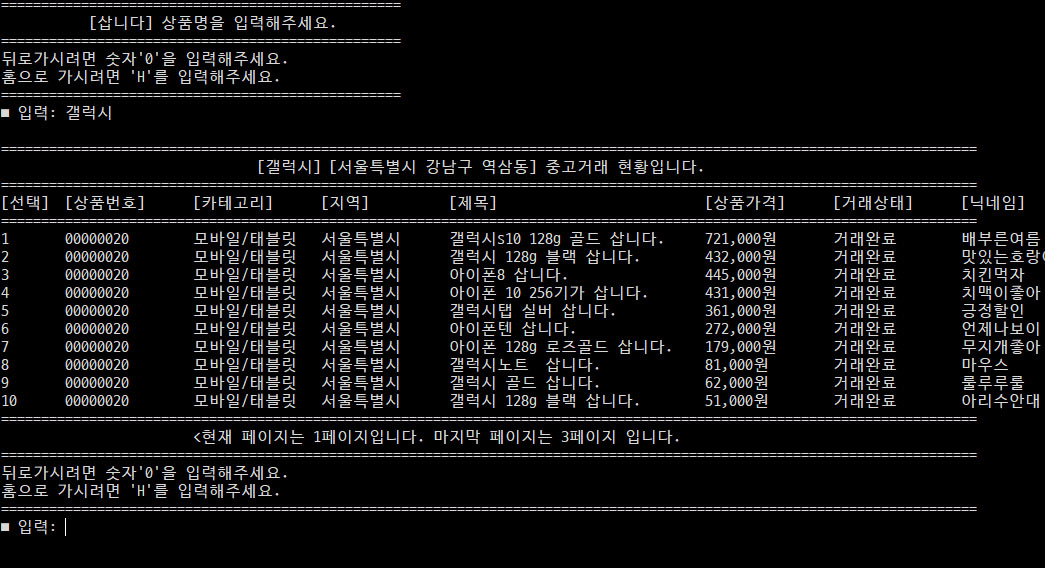 ==================================================
[삽니다] 상품명을 입력해주세요.
==================================================
뒤로가시려면 숫자'0'을 입력해주세요.
홈으로 가시려면 'H'를 입력해주세요.
==================================================
■ 입력: 갤럭시
==========================================================================================================================
[갤럭시] [서울특별시 강남구 역삼동] 중고거래 현황입니다.
==========================================================================================================================
[선택] [상품번호] [카테고리] [지역] [제목] [상품가격] [거래상태] [닉네임]
==========================================================================================================================
1 00000020 모바일/태블릿 서울특별시 갤럭시s10 128g 골드 삽니다. 721,000원 거래완료 배부른여름
2 00000020 모바일/태블릿 서울특별시 갤럭시 128g 블랙 삽니다. 432,000원 거래완료 맛있는호랑
3 00000020 모바일/태블릿 서울특별시 아이폰8 삽니다. 445,000원 거래완료 치킨먹자
4 00000020 모바일/태블릿 서울특별시 아이폰 10 256기가 삽니다. 431,000원 거래완료 치맥이좋아
5 00000020 모바일/태블릿 서울특별시 갤럭시탭 실버 삽니다. 361,000원 거래완료 긍정할인
6 00000020 모바일/태블릿 서울특별시 아이폰텐 삽니다. 272,000원 거래완료 언제나보이
7 00000020 모바일/태블릿 서울특별시 아이폰 128g 로즈골드 삽니다. 179,000원 거래완료 무지개좋아
8 00000020 모바일/태블릿 서울특별시 갤럭시노트  삽니다. 81,000원 거래완료 마우스
9 00000020 모바일/태블릿 서울특별시 갤럭시 골드 삽니다. 62,000원 거래완료 룰루루룰
10 00000020 모바일/태블릿 서울특별시 갤럭시 128g 블랙 삽니다. 51,000원 거래완료 아리수안대
==========================================================================================================================
<현재 페이지는 1페이지입니다. 마지막 페이지는 3페이지 입니다.
==========================================================================================================================
뒤로가시려면 숫자'0'을 입력해주세요.
홈으로 가시려면 'H'를 입력해주세요.
==========================================================================================================================
■ 입력: